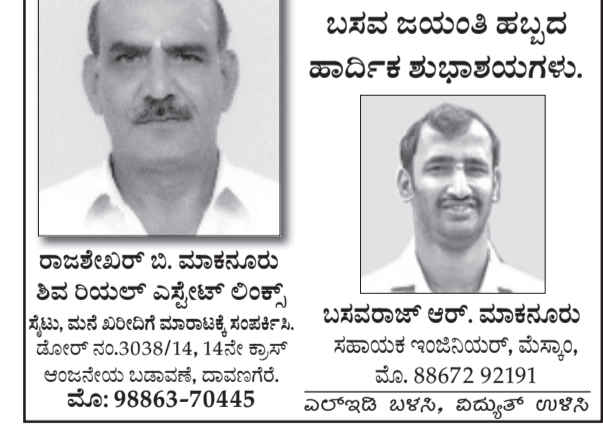 ಬಸವ ಜಯಂತಿ ಹಬ್ಬದ
ಹಾರ್ದಿಕ ಶುಭಾಶಯಗಳು.
ರಾಜಶೇಖರ್ ಬಿ. ಮಾಕನೂರು
ಶಿವ ರಿಯಲ್ ಎಸ್ಟೇಟ್ ಲಿಂಕ್ಸ್
ಸೈಟು, ಮನೆ ಖರೀದಿಗೆ ಮಾರಾಟಕ್ಕೆ ಸಂಪರ್ಕಿಸಿ.
ಡೋರ್ ನಂ.3038/14, 14ನೇ ಕ್ರಾಸ್
ಆಂಜನೇಯ ಬಡಾವಣೆ, ದಾವಣಗೆರೆ.
ಮೊ: 98863-70445
ಬಸವರಾಜ್ ಆರ್. ಮಾಕನೂರು
ಸಹಾಯಕ ಇಂಜಿನಿಯರ್, ಮೆಸ್ಕಾಂ,
ಮೊ. 88672 92191
ಎಲ್‌ಇಡಿ ಬಳಸಿ, ವಿದ್ಯುತ್ ಉಳಿಸಿ